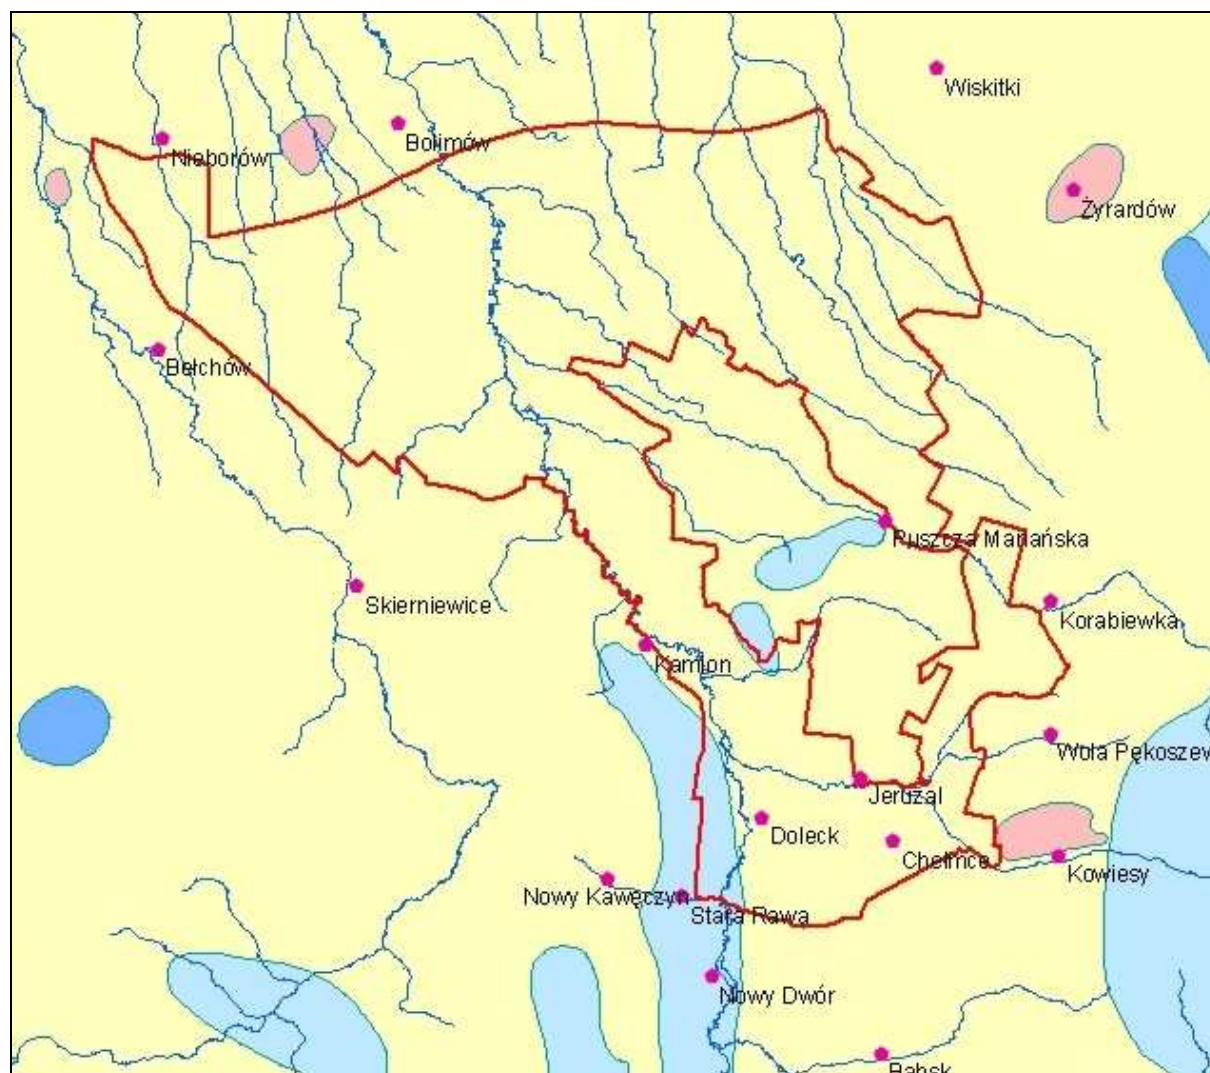 Wiskitki
Bolimów
Nieborów
Żyrardów
Bełchów
Puszcza Mariańska
Skierniewice
Korabiewka
Kamion
Wola Pękoszew
Jeruzal
Doleck
Chełmce
Kowiesy
Nowy Kawęczyn
Stara Rawa
Nowy Dwór
Babsk